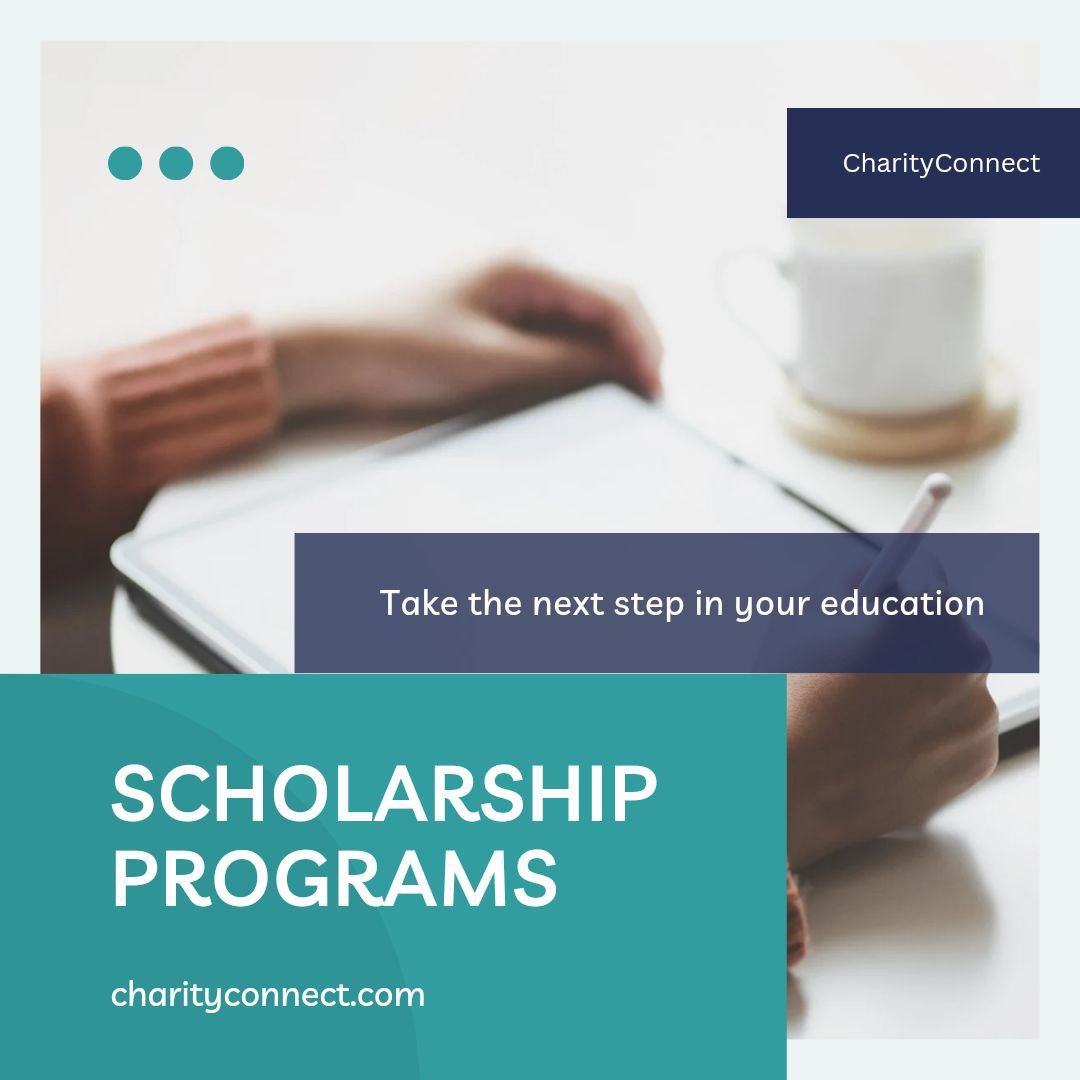 CharityConnect
Take the next step in your education
SCHOLARSHIP
PROGRAMS
charityconnect.com